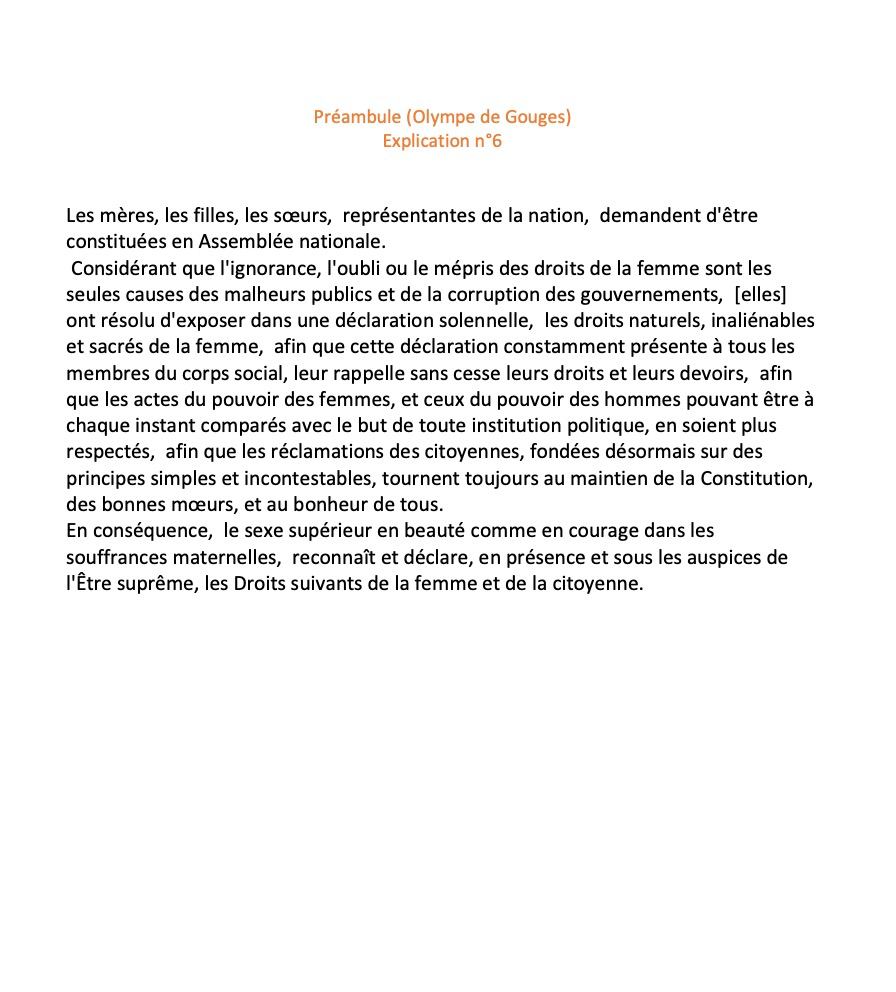 Préambule (Olympe de Gouges)
Explication n°6
Les mères, les filles, les sœurs,  représentantes de la nation,  demandent d'être
constituées en Assemblée nationale.
Considérant que l'ignorance, l'oubli ou le mépris des droits de la femme sont les
seules causes des malheurs publics et de la corruption des gouvernements,  [elles]
ont résolu d'exposer dans une déclaration solennelle,  les droits naturels, inaliénables
et sacrés de la femme,  afin que cette déclaration constamment présente à tous les
membres du corps social, leur rappelle sans cesse leurs droits et leurs devoirs,  afin
que les actes du pouvoir des femmes, et ceux du pouvoir des hommes pouvant être à
chaque instant comparés avec le but de toute institution politique, en soient plus
respectés,  afin que les réclamations des citoyennes, fondées désormais sur des
principes simples et incontestables, tournent toujours au maintien de la Constitution,
des bonnes mœurs, et au bonheur de tous.
En conséquence,  le sexe supérieur en beauté comme en courage dans les
souffrances maternelles,  reconnaît et déclare, en présence et sous les auspices de
l'Être suprême, les Droits suivants de la femme et de la citoyenne.